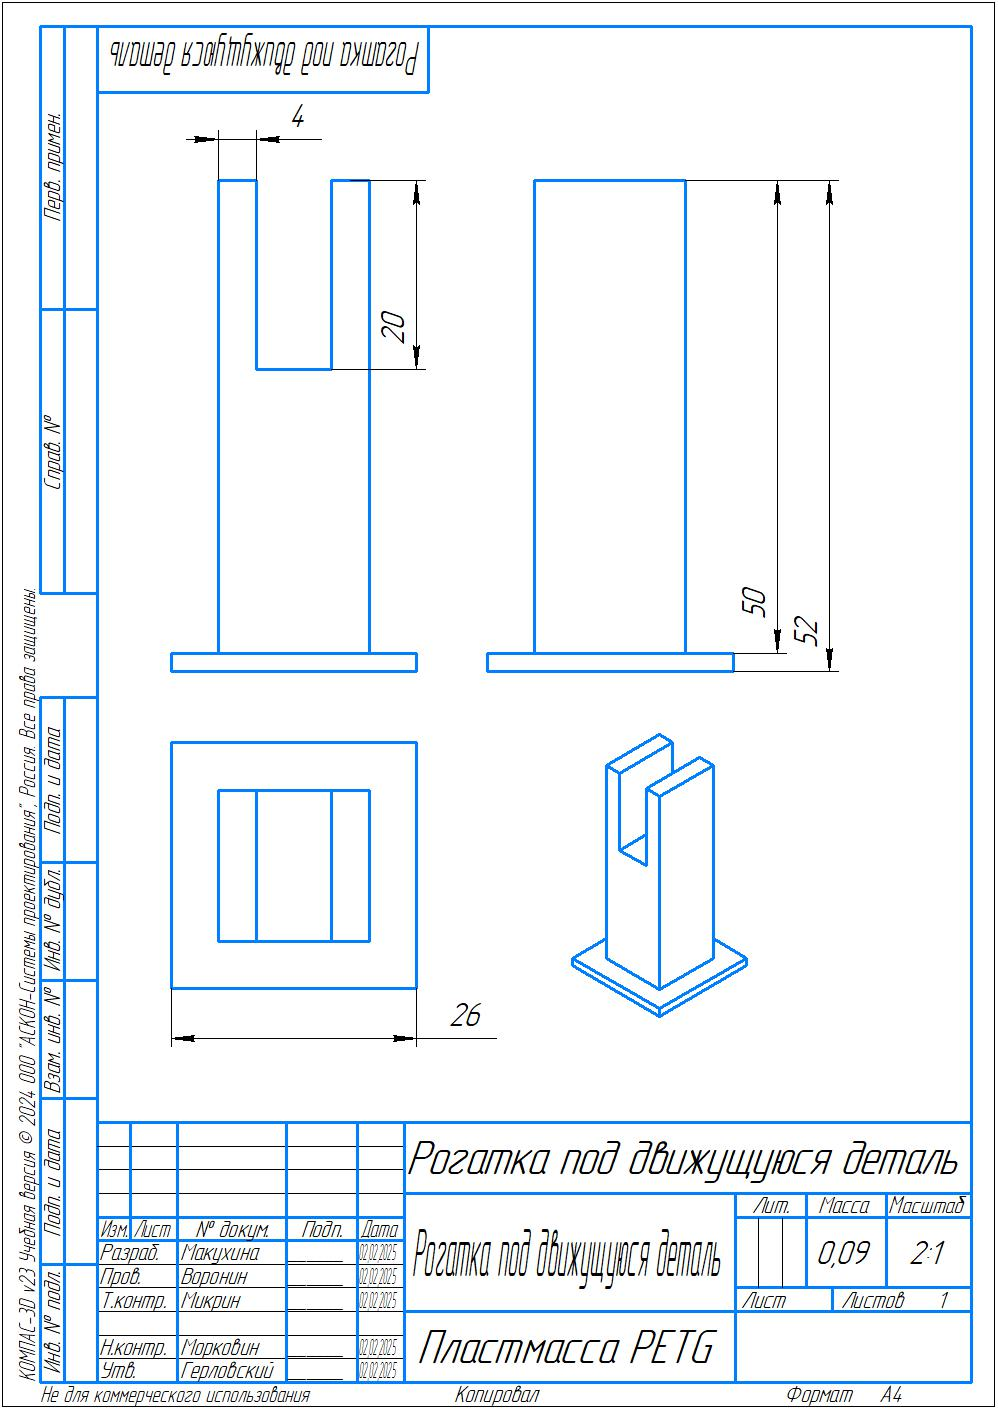 Рогатка под движущуюся деталь
Перв. примен.
Справ. №
Подп. и дата
Инв. № дубл.
Взам. инв. №
Подп. и дата
Инв. № подл.
КОМПАС-3D v23 Учебная версия © 2024 ООО "АСКОН-Системы проектирования", Россия. Все права защищены.
4
20
50
52
26
Рогатка под движущуюся деталь
Изм. Лист № докум. Подп. Дата
Разраб. Макухина 02.02.2025
Пров. Воронин 02.02.2025
Т.контр. Микрин 02.02.2025
Н.контр. Морковин 02.02.2025
Утв. Герловский 02.02.2025
Рогатка под движущуюся деталь
Лит. Масса Масштаб
0,09 2:1
Лист Листов 1
Пластмасса PETG
Не для коммерческого использования Копировал Формат А4